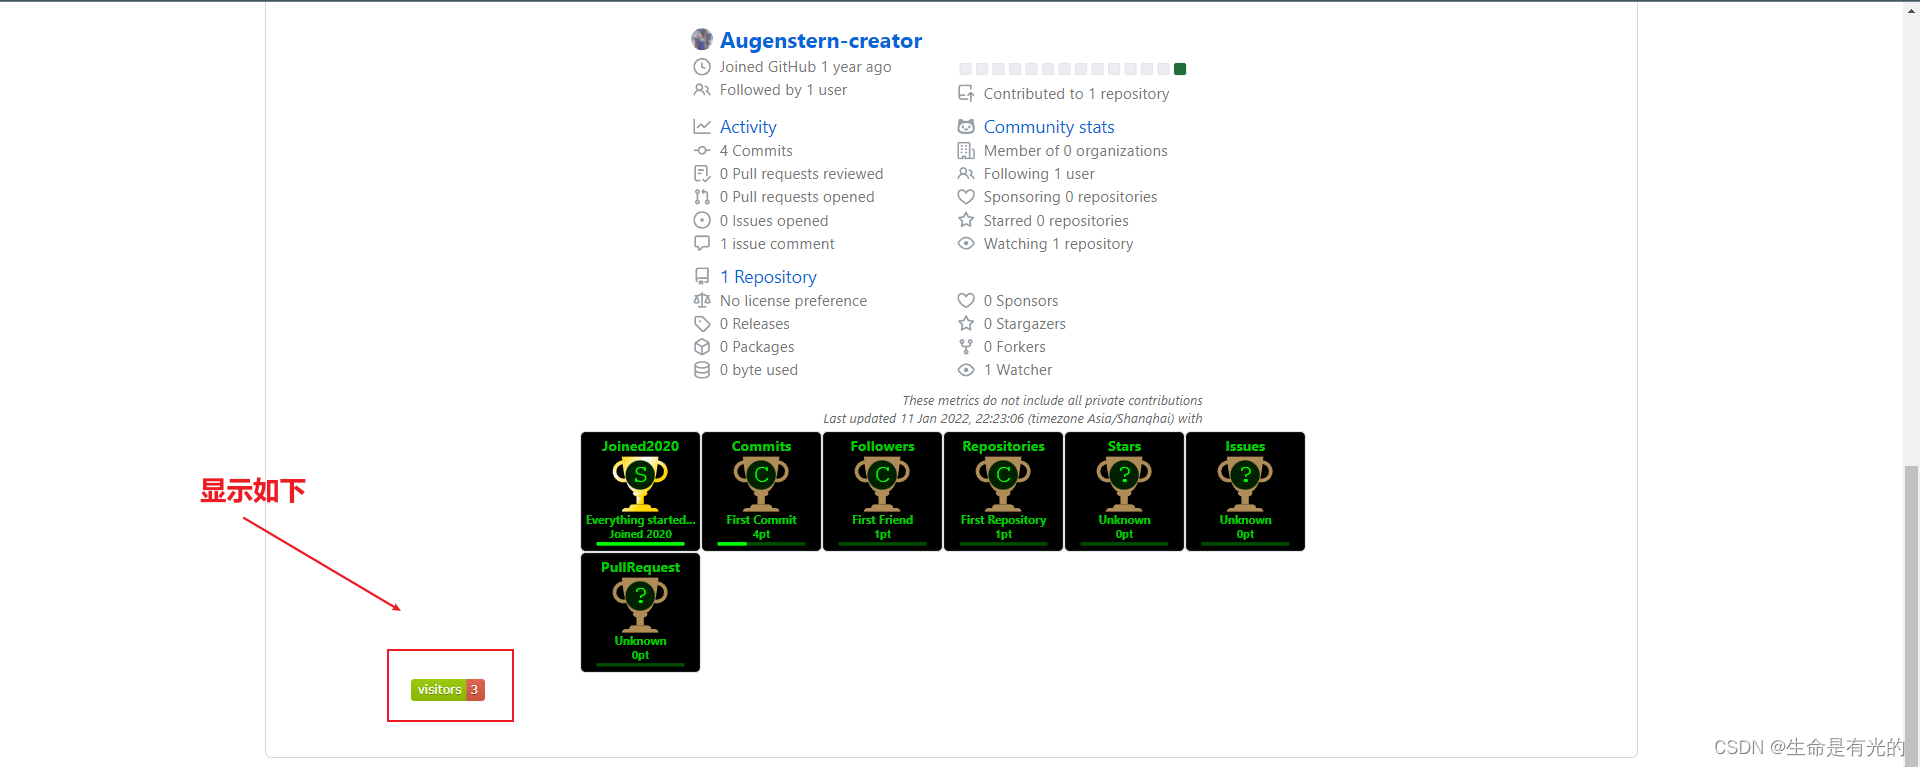 Augenstern-creator
Joined GitHub 1 year ago
Followed by 1 user
Contributed to 1 repository
Activity
4 Commits
0 Pull requests reviewed
0 Pull requests opened
0 Issues opened
1 issue comment
Community stats
Member of 0 organizations
Following 1 user
Sponsoring 0 repositories
Starred 0 repositories
Watching 1 repository
1 Repository
No license preference
0 Releases
0 Packages
0 byte used
0 Sponsors
0 Stargazers
0 Forkers
1 Watcher
These metrics do not include all private contributions
Last updated 11 Jan 2022, 22:23:06 (timezone Asia/Shanghai) with
Joined2020
S
Everything started...
Joined 2020
Commits
C
First Commit
4pt
Followers
C
First Friend
1pt
Repositories
C
First Repository
1pt
Stars
?
Unknown
0pt
Issues
?
Unknown
0pt
PullRequest
?
Unknown
0pt
显示如下
visitors 3
CSDN @生命是有光的